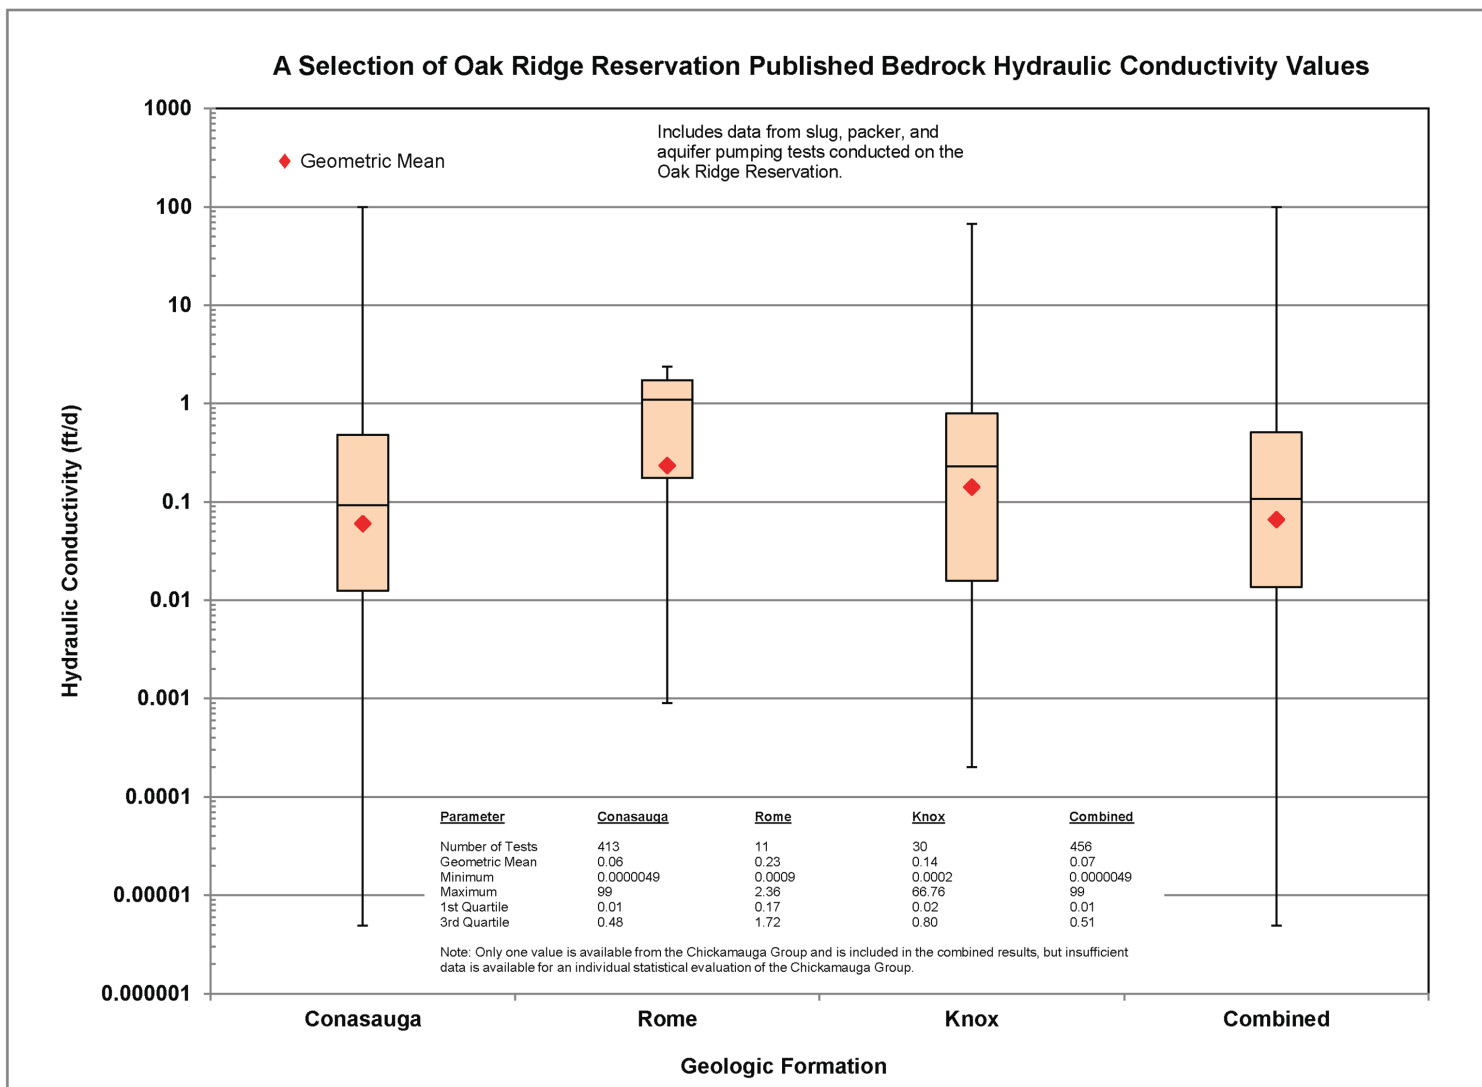 A Selection of Oak Ridge Reservation Published Bedrock Hydraulic Conductivity Values
Includes data from slug, packer, and
aquifer pumping tests conducted on the
Oak Ridge Reservation.
Geometric Mean
Hydraulic Conductivity (ft/d)
1000
100
10
1
0.1
0.01
0.001
0.0001
0.00001
0.000001
Parameter Conasauga Rome Knox Combined
Number of Tests 413 11 30 456
Geometric Mean 0.06 0.23 0.14 0.07
Minimum 0.0000049 0.0009 0.0002 0.0000049
Maximum 99 2.36 66.76 99
1st Quartile 0.01 0.17 0.02 0.01
3rd Quartile 0.48 1.72 0.80 0.51
Note: Only one value is available from the Chickamauga Group and is included in the combined results, but insufficient
data is available for an individual statistical evaluation of the Chickamauga Group.
Conasauga Rome Knox Combined
Geologic Formation